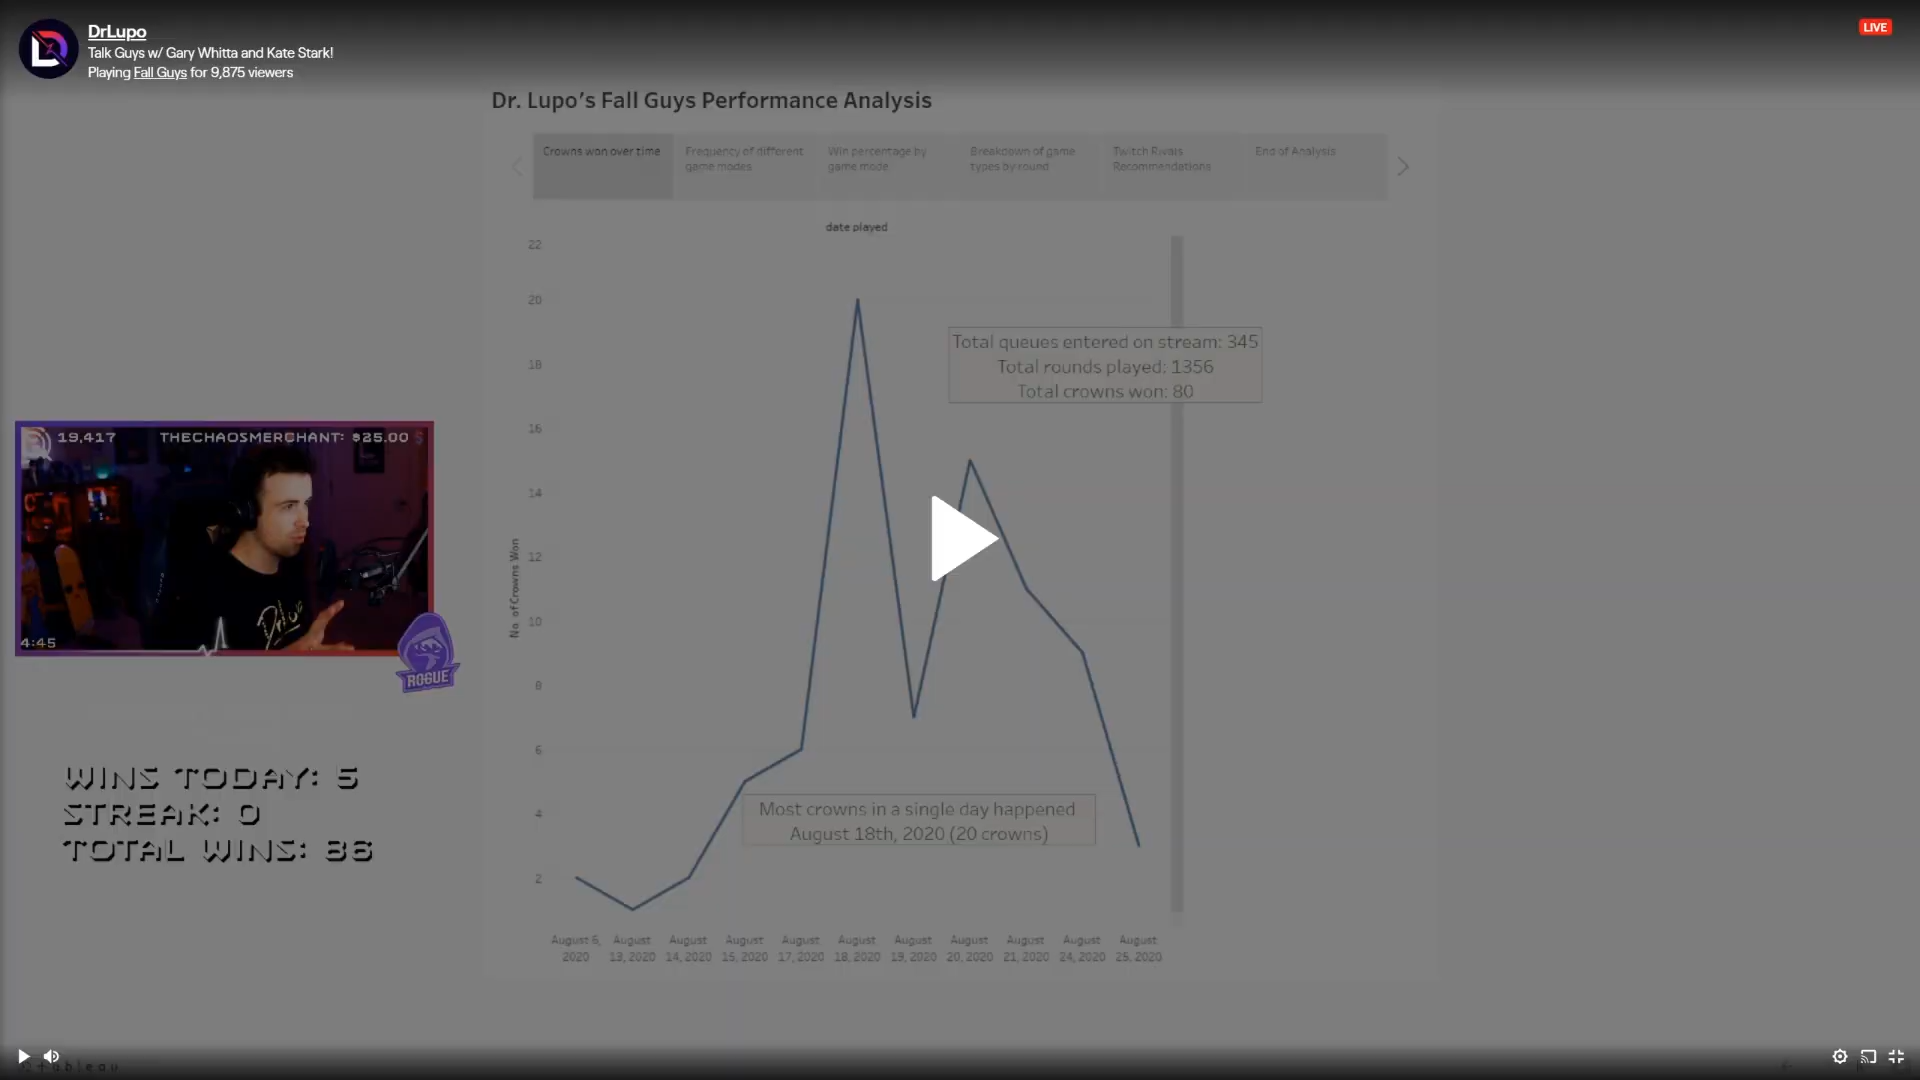 DrLupo
Talk Guys w/ Gary Whitta and Kate Stark!
Playing Fall Guys for 9,875 viewers
LIVE
Dr. Lupo's Fall Guys Performance Analysis
Crowns won over time
Frequency of different
game modes
Win percentage by
game mode
Breakdown of game
types by round
Twitch Rivals
Recommendations
End of Analysis
date played
22
20
18
16
14
12
10
8
6
4
2
No. of Crowns Won
Total queues entered on stream: 345
Total rounds played: 1356
Total crowns won: 80
Most crowns in a single day happened
August 18th, 2020 (20 crowns)
August 6,
2020
August
13, 2020
August
14, 2020
August
15, 2020
August
17, 2020
August
18, 2020
August
19, 2020
August
20, 2020
August
21, 2020
August
24, 2020
August
25, 2020
19,417 THECHAOSMERCHANT: $25.00
DrLupo
4:45
ROGUE
WINS TODAY: 5
STREAK: 0
TOTAL WINS: 86
tableau